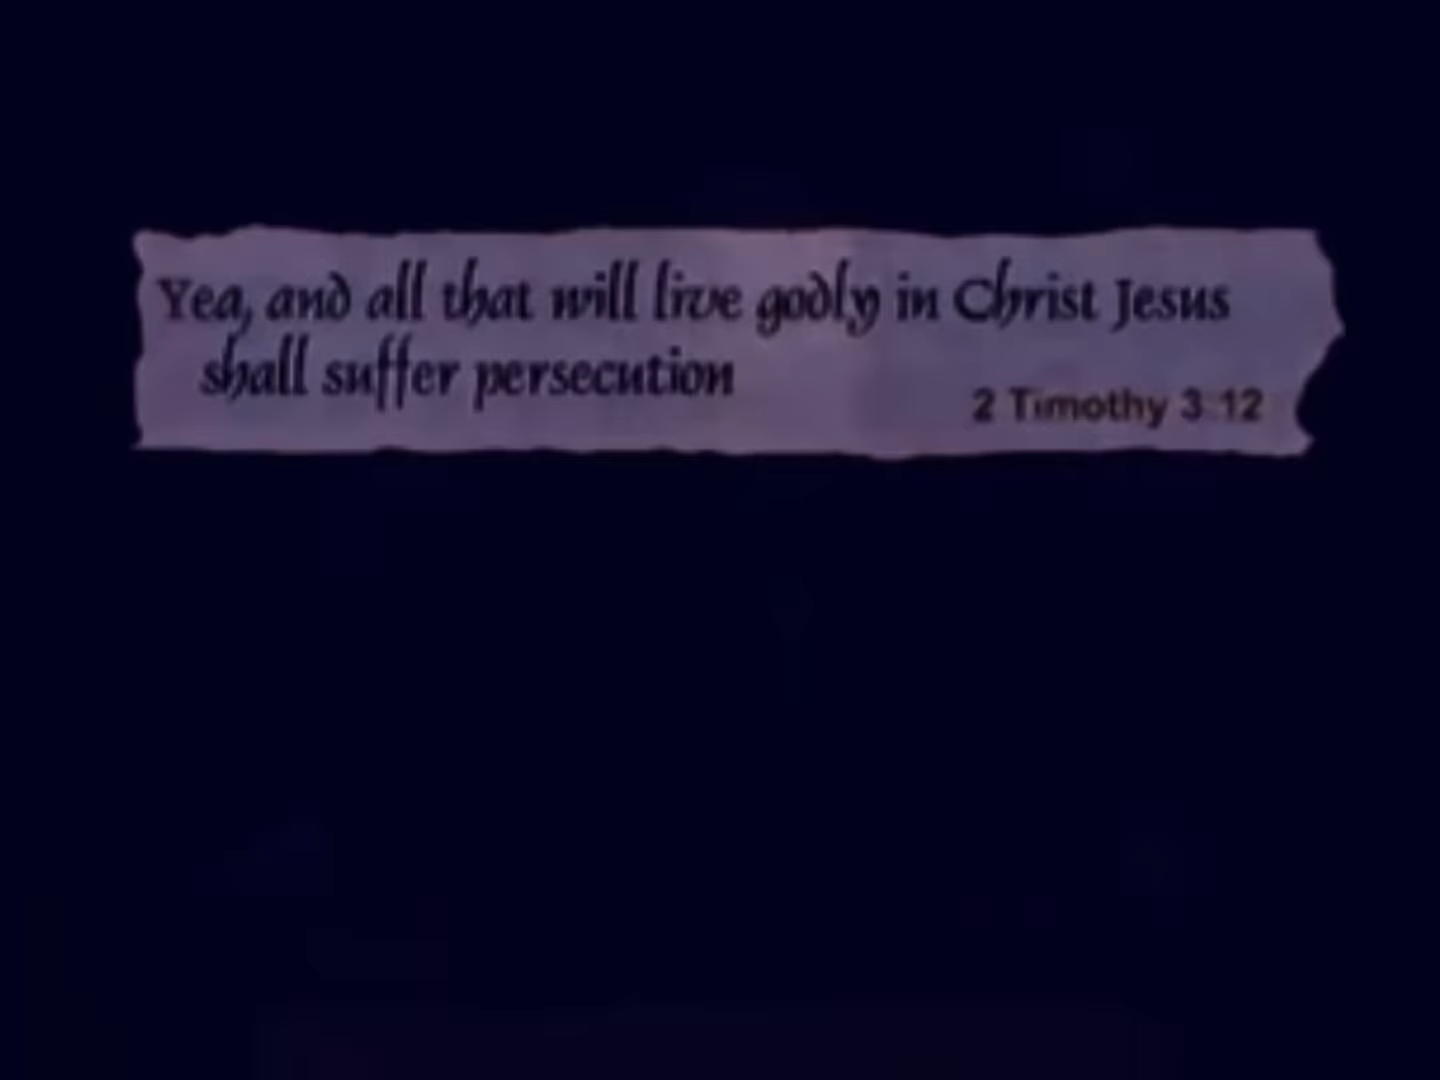 Yea, and all that will live godly in Christ Jesus
shall suffer persecution
2 Timothy 3:12